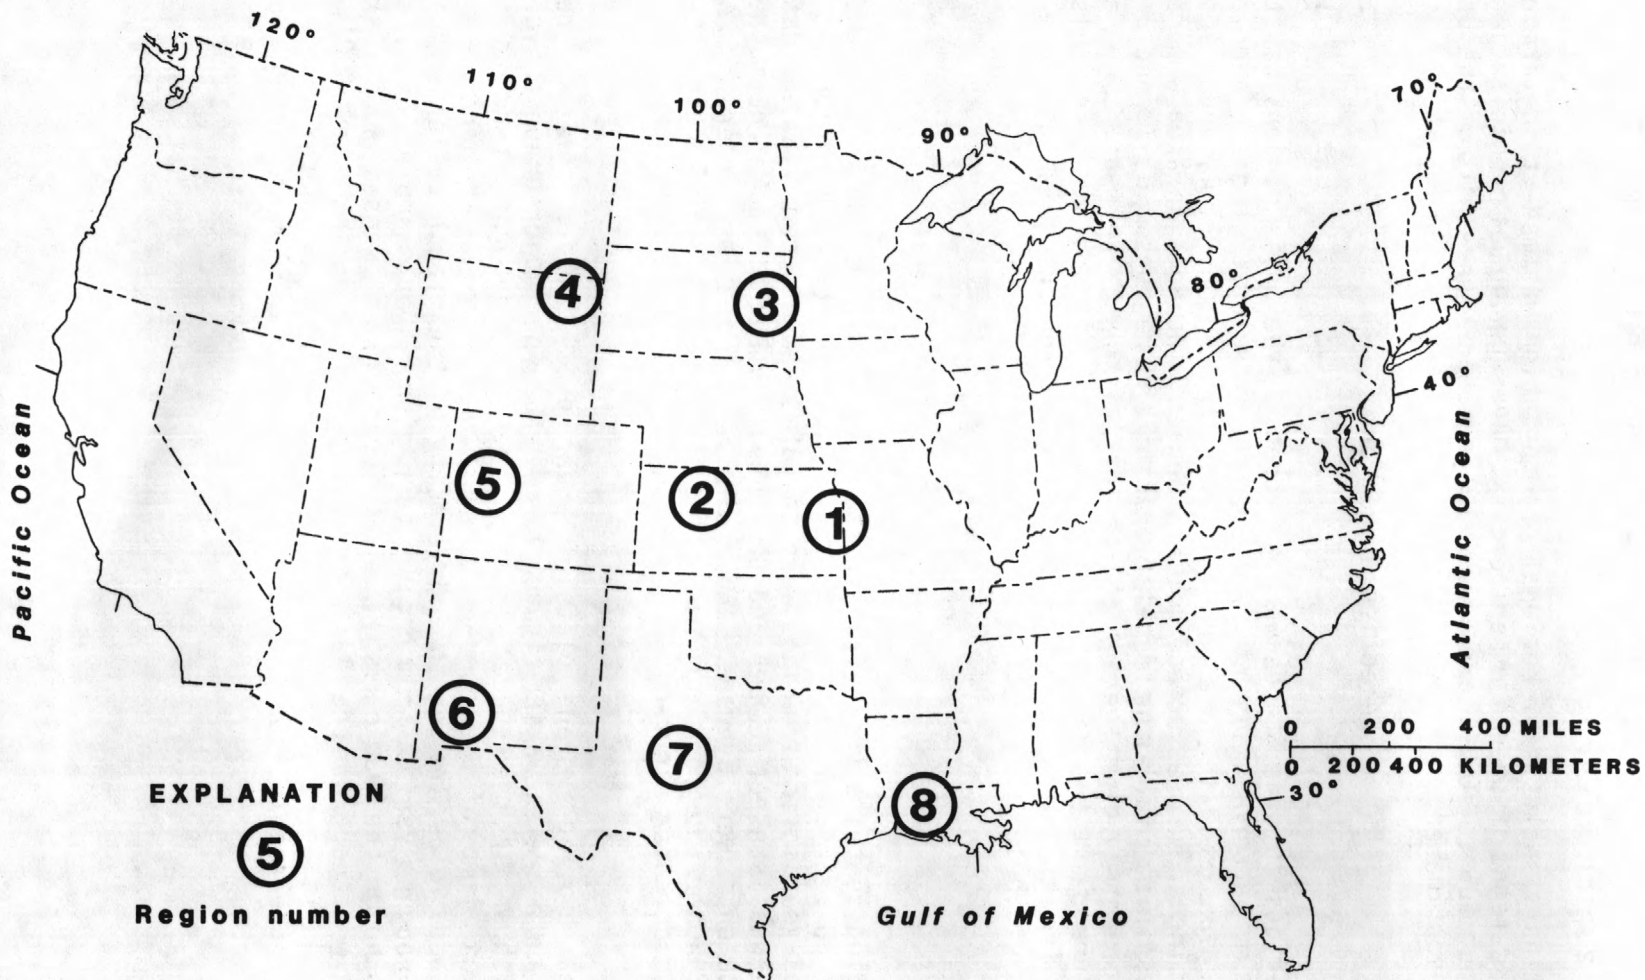 120°
110°
100°
90°
70°
80°
40°
30°
4
3
5
2
1
6
7
8
Pacific Ocean
Atlantic Ocean
0 200 400 MILES
0 200 400 KILOMETERS
EXPLANATION
5
Region number
Gulf of Mexico